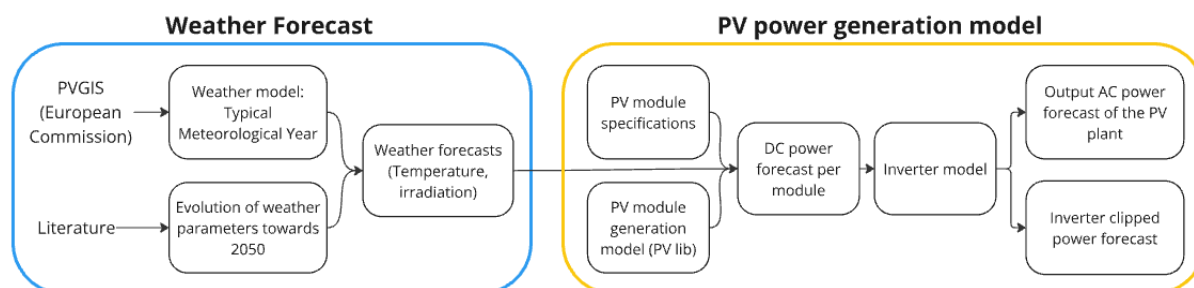 Weather Forecast
PV power generation model
PVGIS
(European
Commission)
Weather model:
Typical
Meteorological Year
Literature
Evolution of weather
parameters towards
2050
Weather forecasts
(Temperature,
irradiation)
PV module
specifications
PV module
generation
model (PV lib)
DC power
forecast per
module
Inverter model
Output AC power
forecast of the PV
plant
Inverter clipped
power forecast